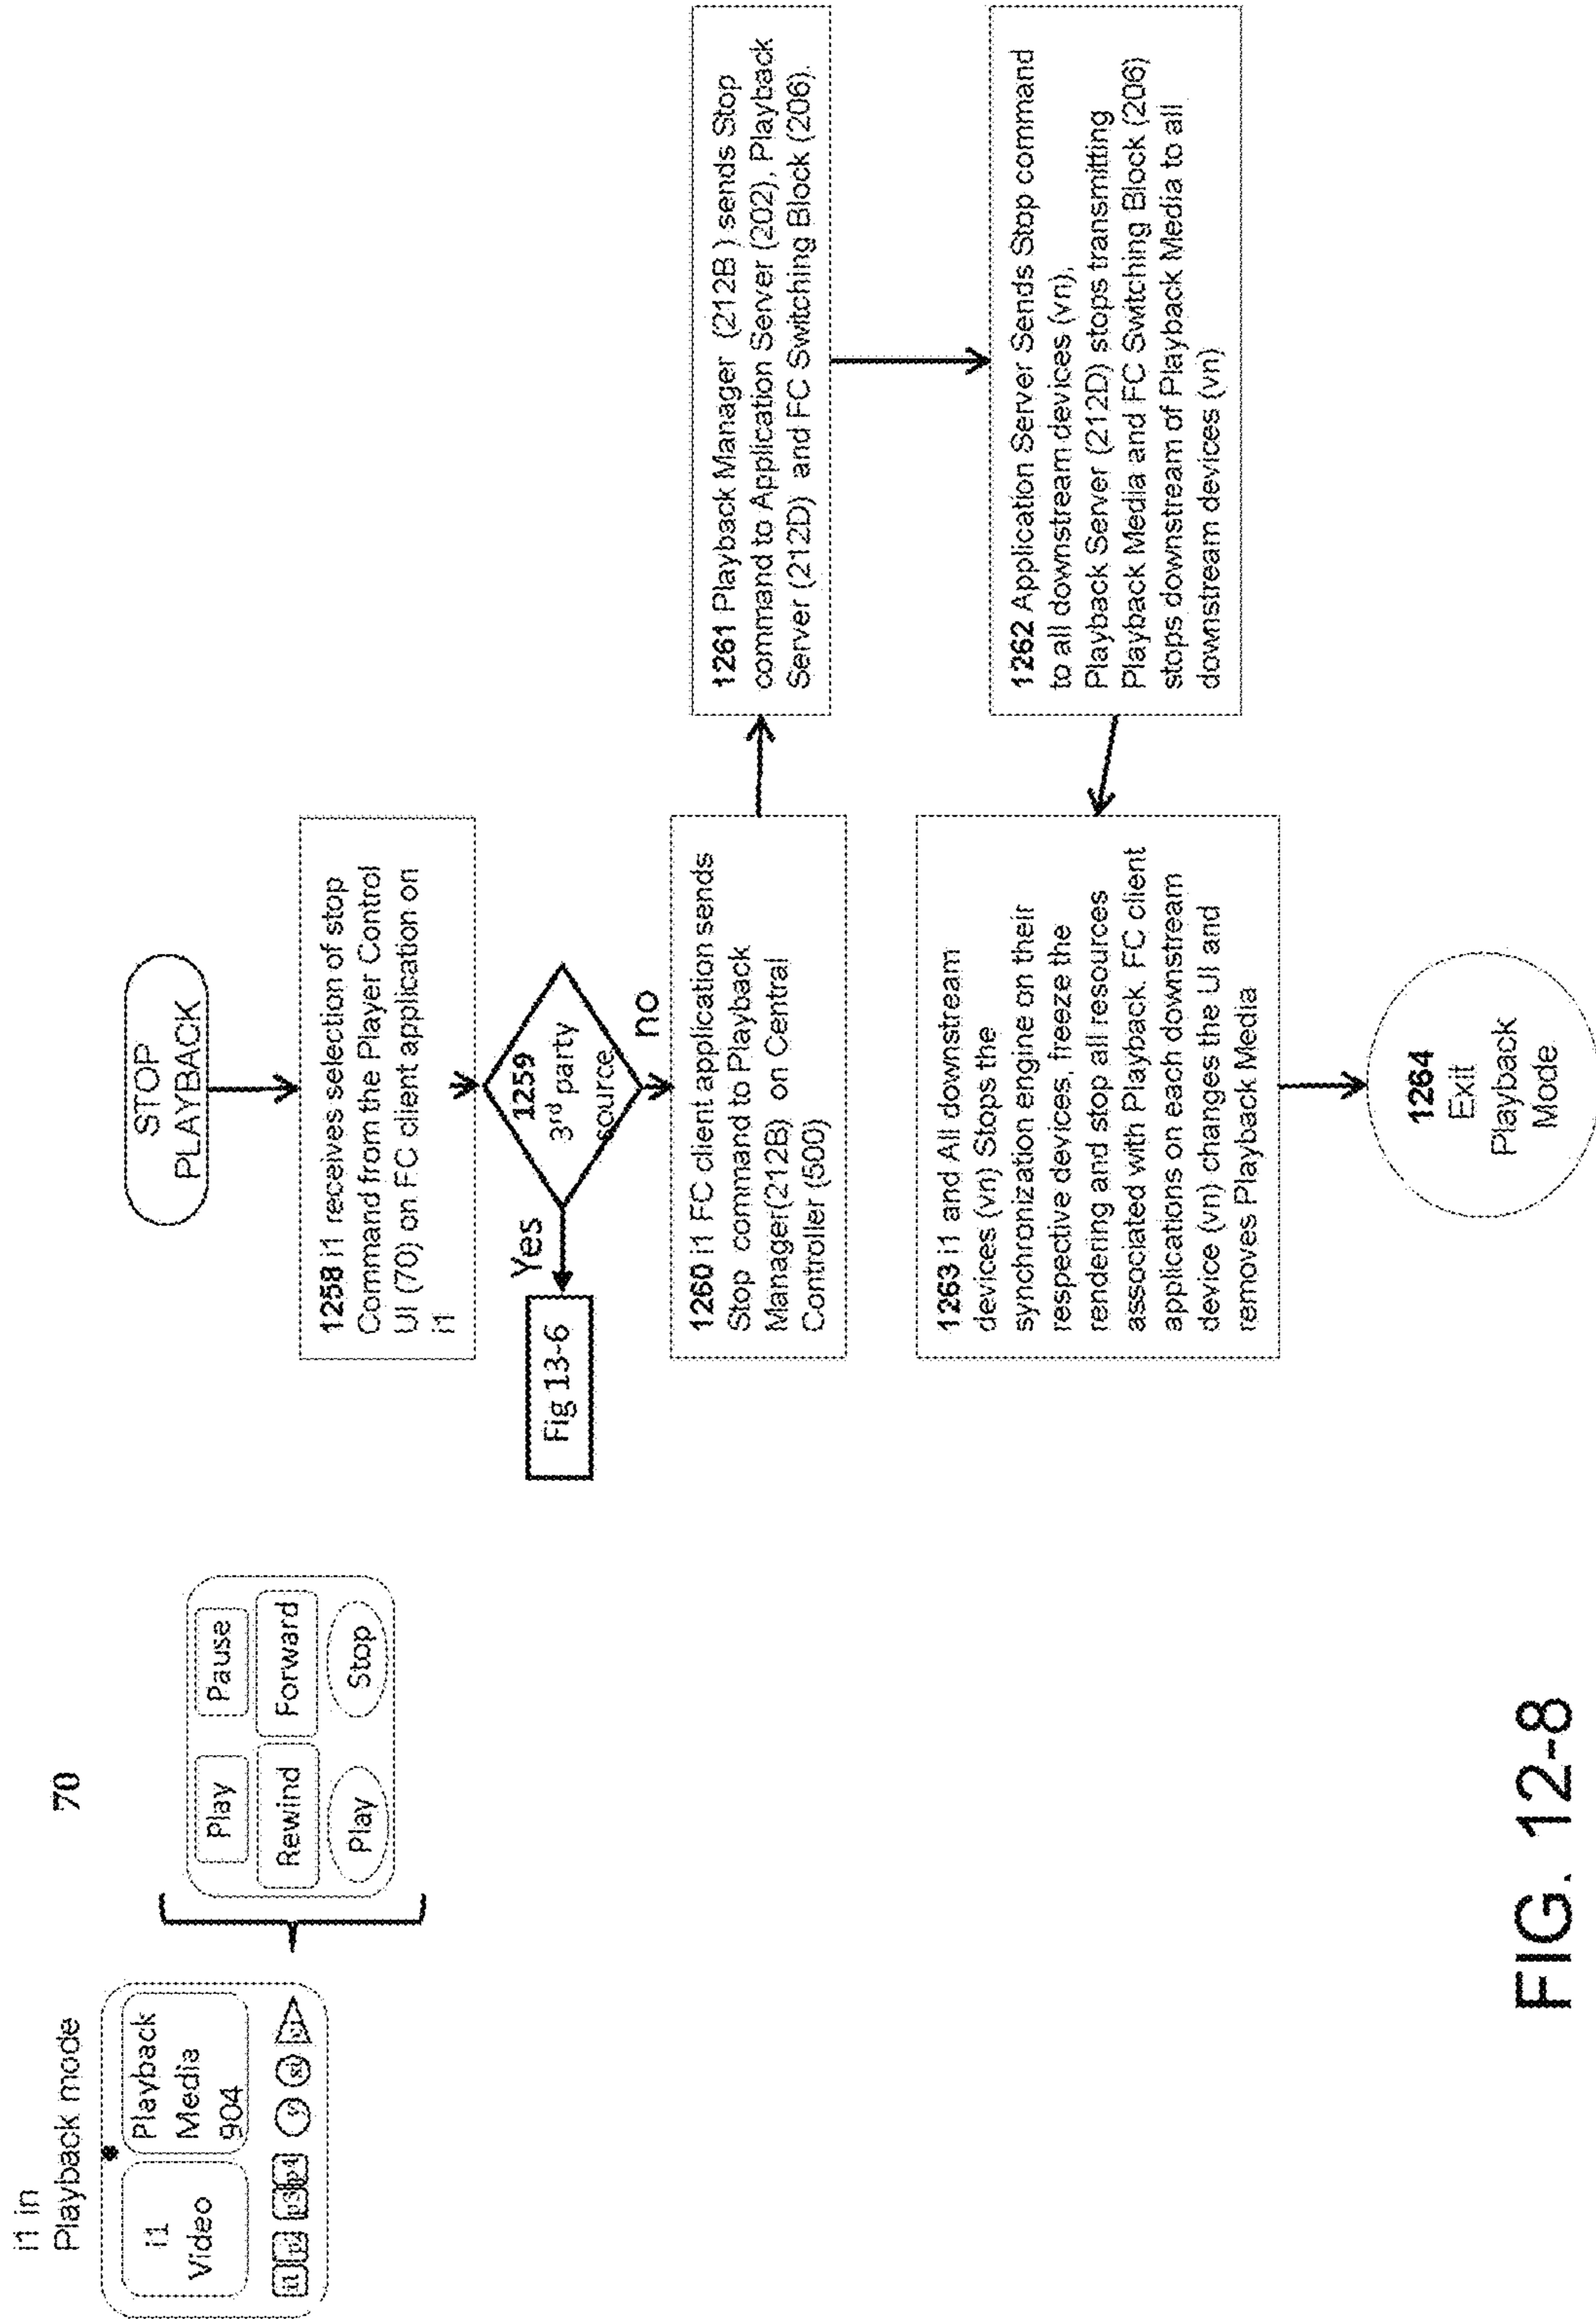 i1 in
Playback mode
i1
Video
Playback
Media
904
70
Play
Pause
Rewind
Forward
Play
Stop
STOP
PLAYBACK
1258 i1 receives selection of stop
Command from the Player Control
UI (70) on FC client application on
i1
1259
3rd party
source
Yes
no
Fig 13-6
1260 i1 FC client application sends
Stop command to Playback
Manager(212B) on Central
Controller (500)
1261 Playback Manager (212B ) sends Stop
command to Application Server (202), Playback
Server (212D) and FC Switching Block (206).
1262 Application Server Sends Stop command
to all downstream devices (vn),
Playback Server (212D) stops transmitting
Playback Media and FC Switching Block (206)
stops downstream of Playback Media to all
downstream devices (vn)
1263 i1 and All downstream
devices (vn) Stops the
synchronization engine on their
respective devices, freeze the
rendering and stop all resources
associated with Playback. FC client
applications on each downstream
device (vn) changes the UI and
removes Playback Media
1264
Exit
Playback
Mode
FIG. 12-8